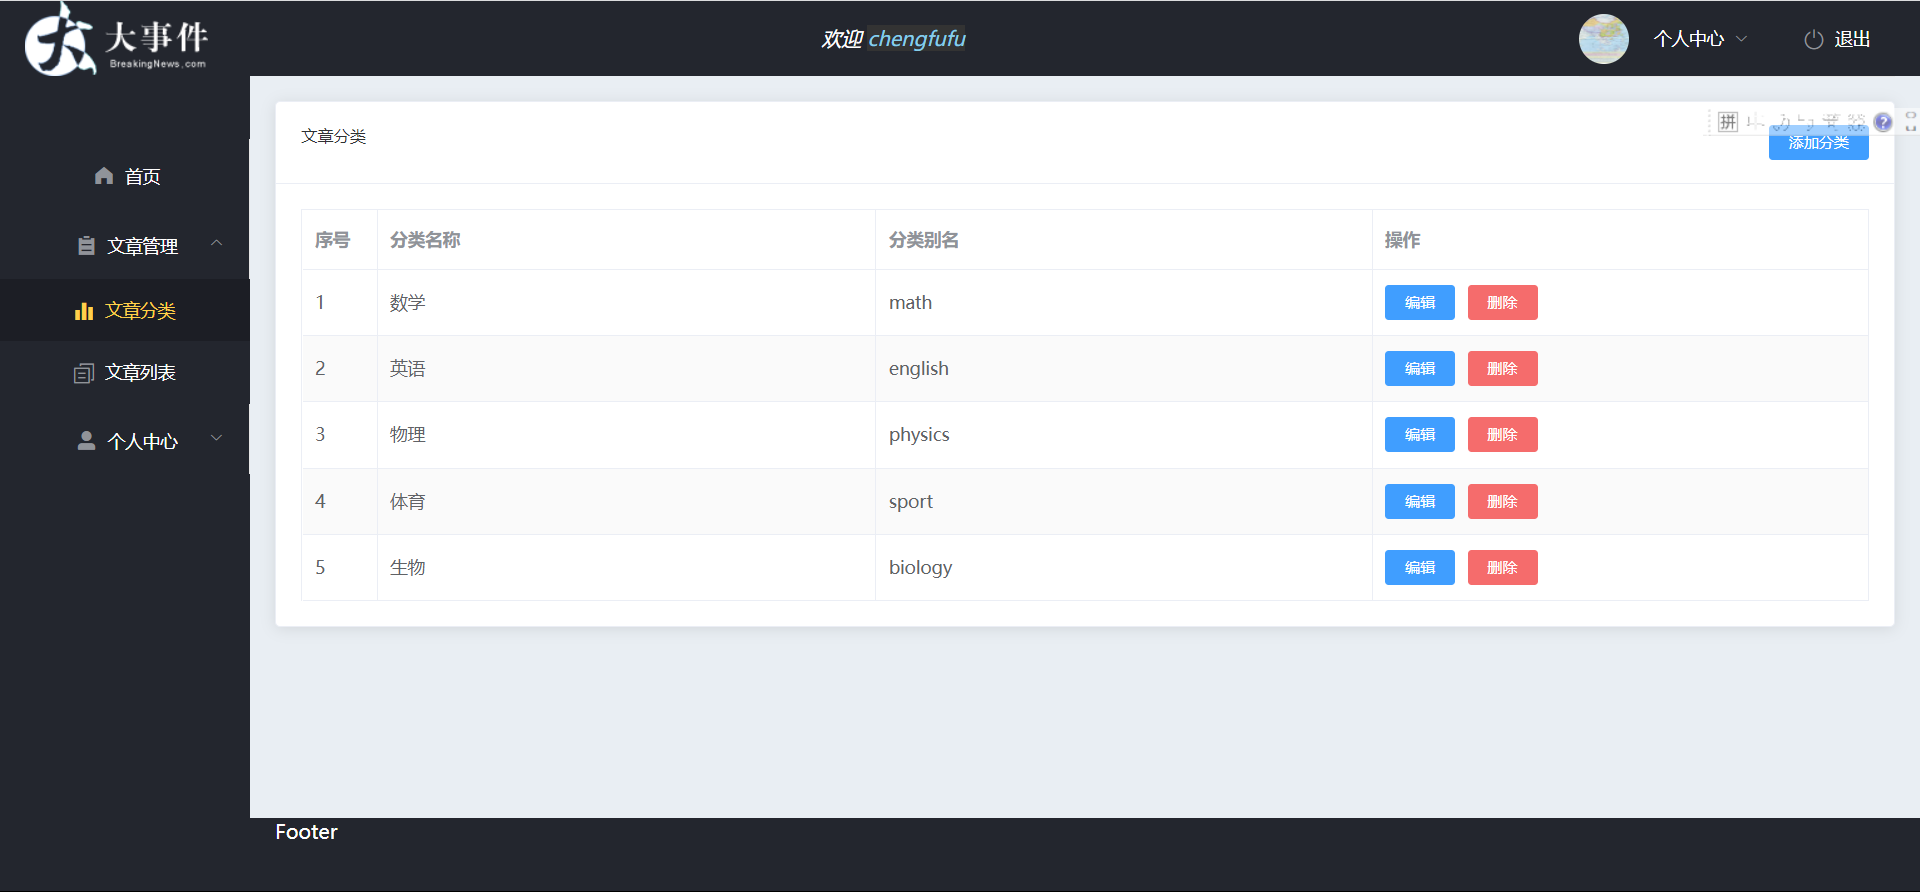 大事件
BreakingNews.com
欢迎 chengfufu
个人中心
退出
首页
文章管理
文章分类
文章列表
个人中心
文章分类
拼
添加分类
序号 分类名称 分类别名 操作
1 数学 math 编辑 删除
2 英语 english 编辑 删除
3 物理 physics 编辑 删除
4 体育 sport 编辑 删除
5 生物 biology 编辑 删除
Footer